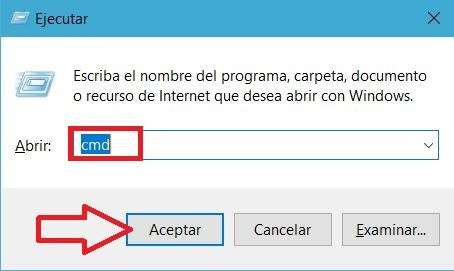 Ejecutar
Escriba el nombre del programa, carpeta, documento
o recurso de Internet que desea abrir con Windows.
Abrir: cmd
Aceptar Cancelar Examinar...